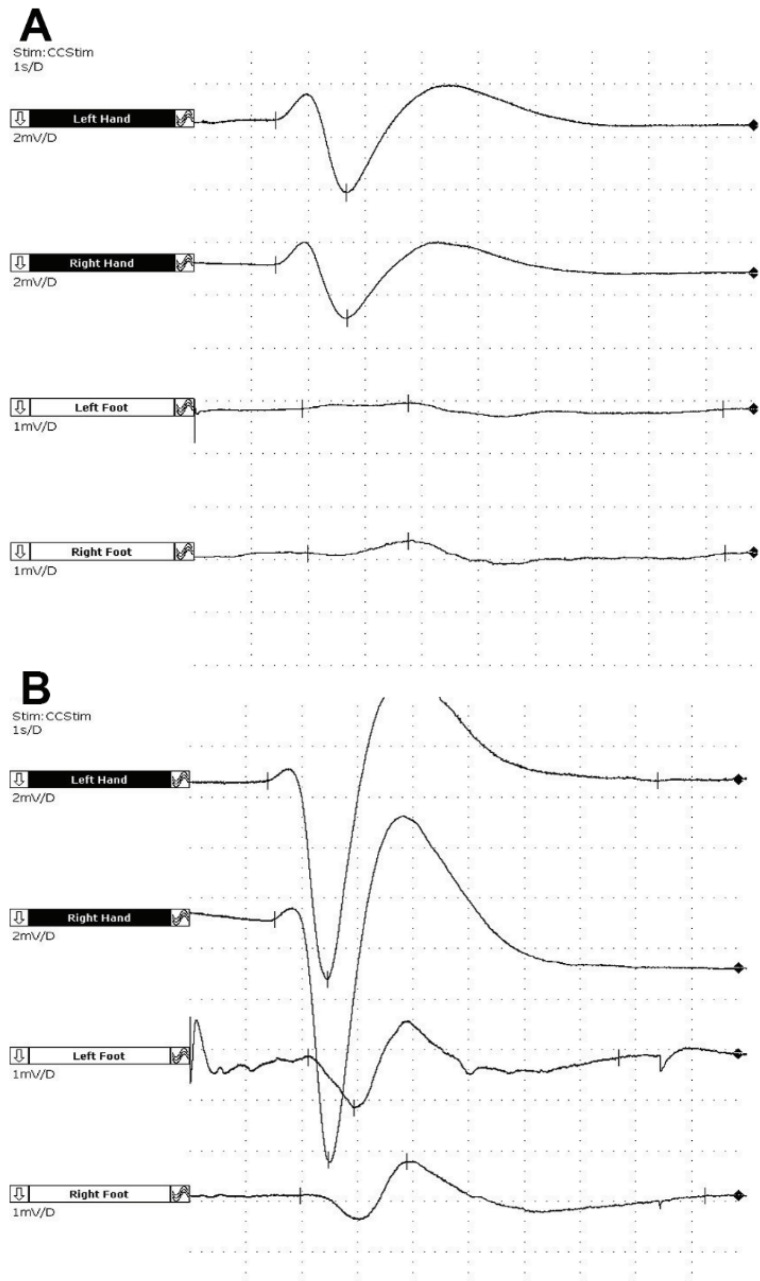 A
Stim:CCStim
1s/D
Left Hand
2mV/D
Right Hand
2mV/D
Left Foot
1mV/D
Right Foot
1mV/D
B
Stim:CCStim
1s/D
Left Hand
2mV/D
Right Hand
2mV/D
Left Foot
1mV/D
Right Foot
1mV/D